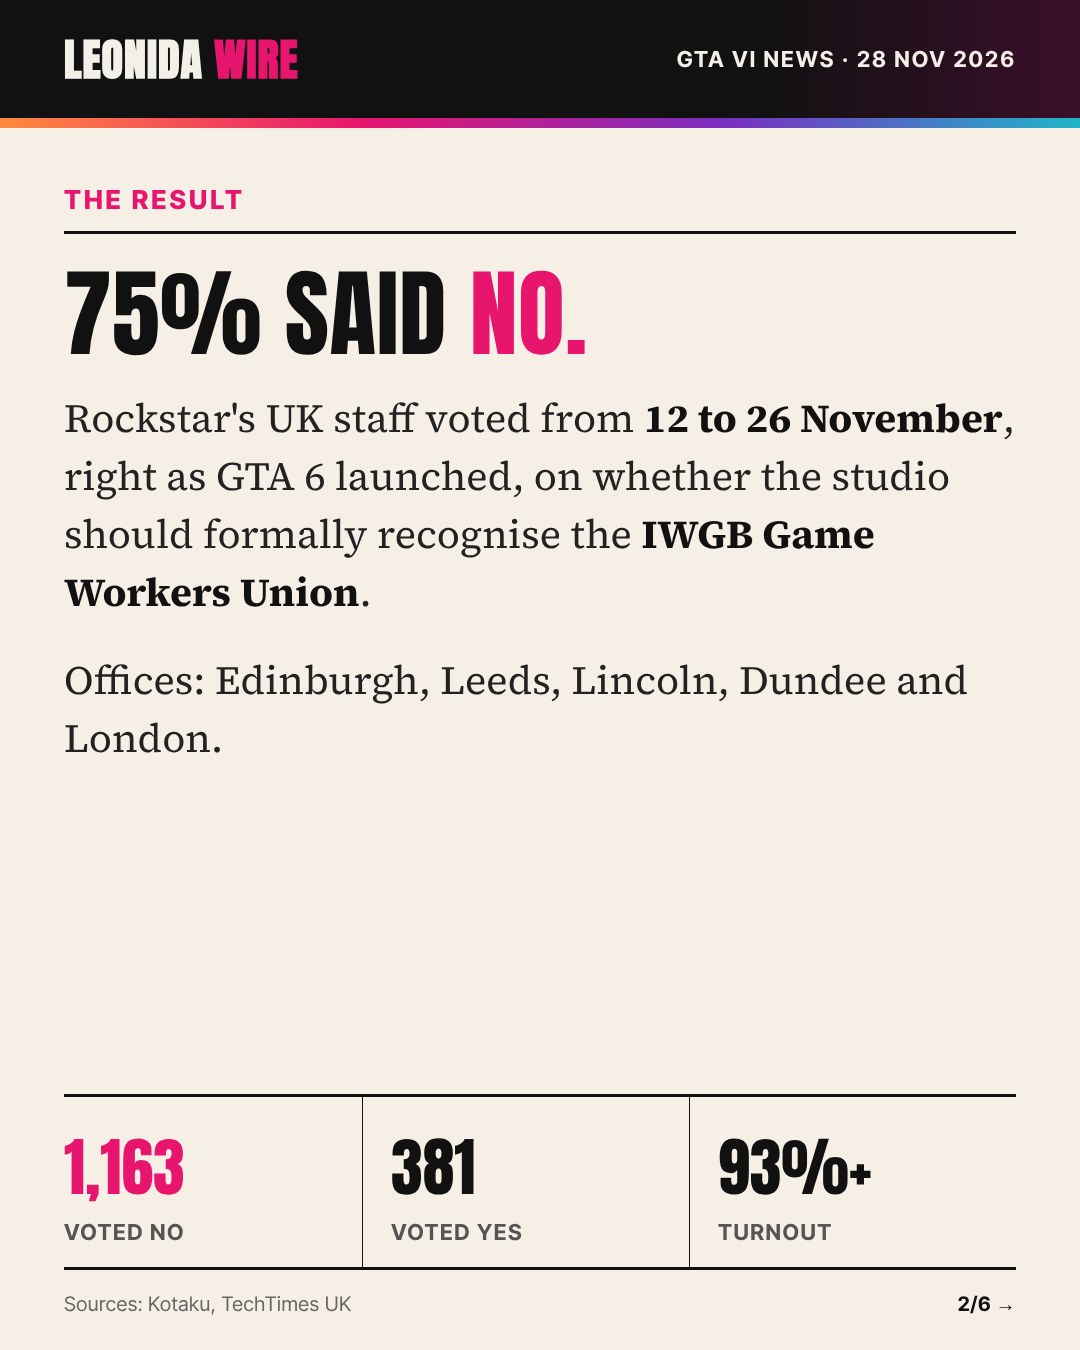 LEONIDA WIRE
GTA VI NEWS · 28 NOV 2026
THE RESULT
75% SAID NO.
Rockstar's UK staff voted from 12 to 26 November,
right as GTA 6 launched, on whether the studio
should formally recognise the IWGB Game
Workers Union.
Offices: Edinburgh, Leeds, Lincoln, Dundee and
London.
1,163
VOTED NO
381
VOTED YES
93%+
TURNOUT
Sources: Kotaku, TechTimes UK
2/6 →